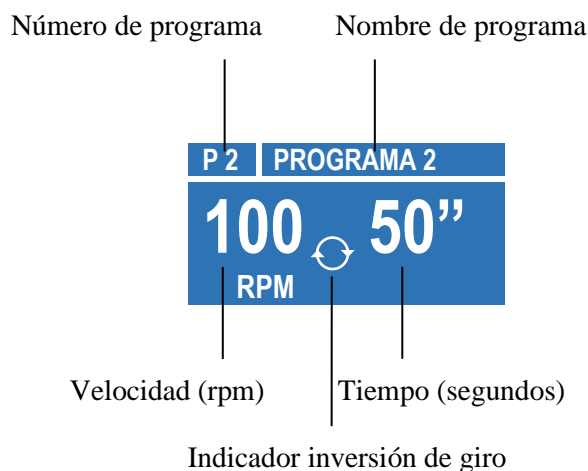 Número de programa
Nombre de programa
P 2
PROGRAMA 2
100
50”
RPM
Velocidad (rpm)
Tiempo (segundos)
Indicador inversión de giro